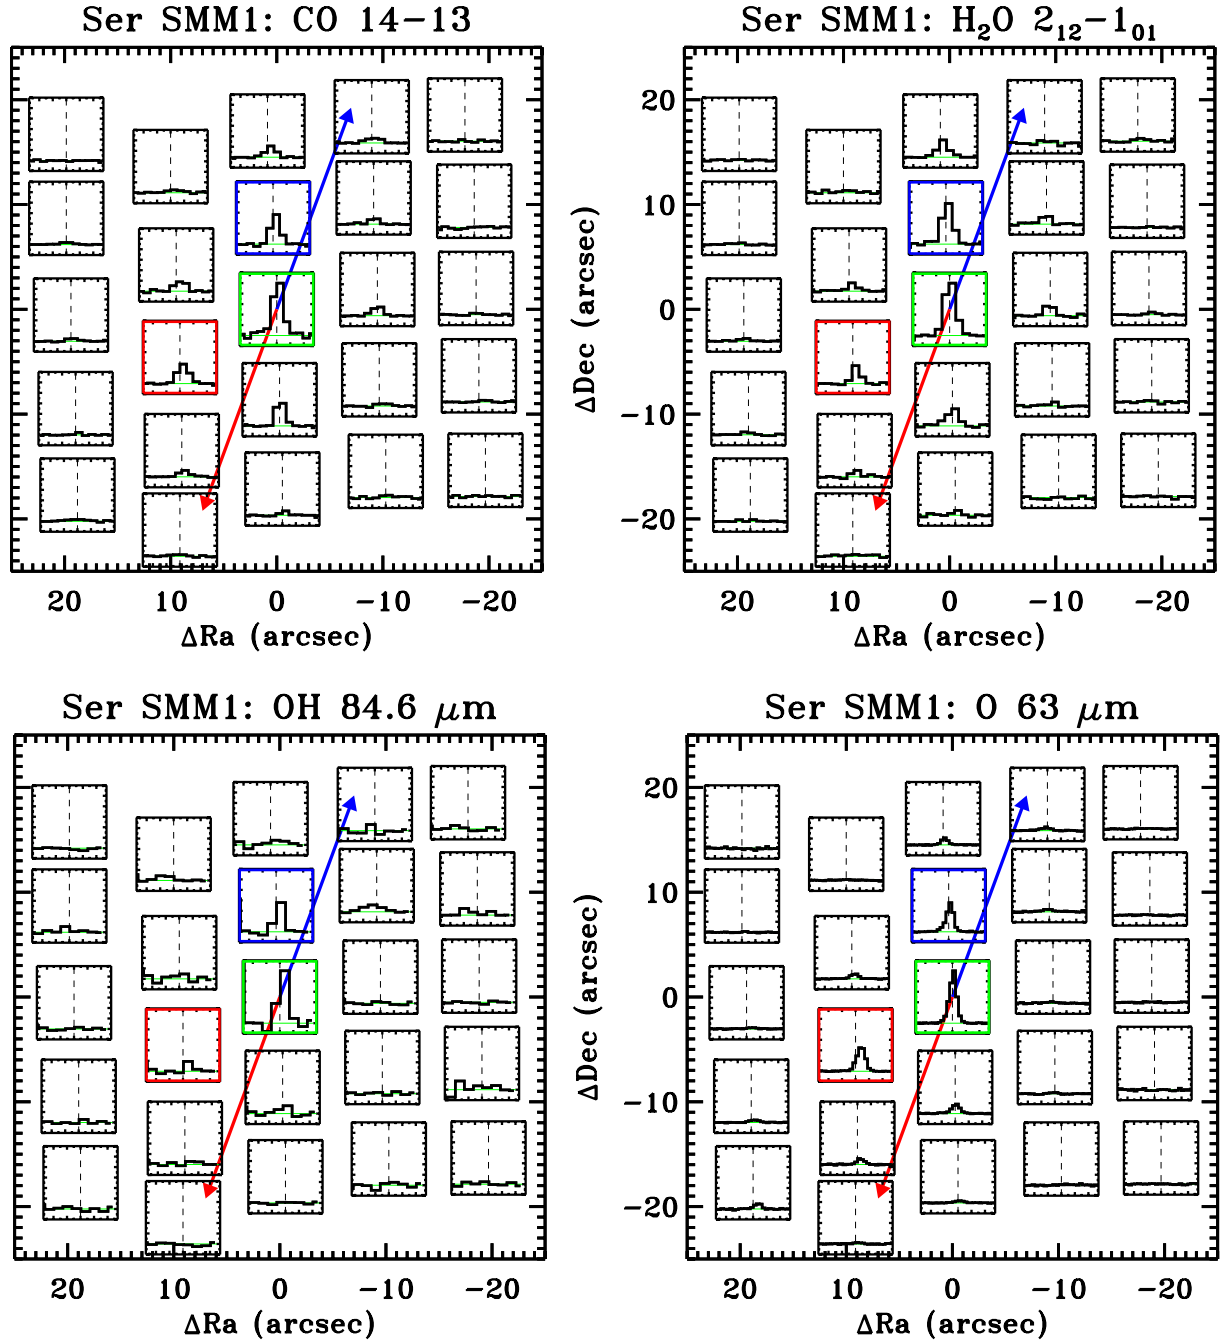 Ser SMM1: CO 14−13
Ser SMM1: H₂O 2₁₂−1₀₁
20
10
0
−10
−20
ΔDec (arcsec)
20 10 0 −10 −20
20 10 0 −10 −20
ΔRa (arcsec)
ΔRa (arcsec)
Ser SMM1: OH 84.6 μm
Ser SMM1: O 63 μm
20
10
0
−10
−20
ΔDec (arcsec)
20 10 0 −10 −20
20 10 0 −10 −20
ΔRa (arcsec)
ΔRa (arcsec)